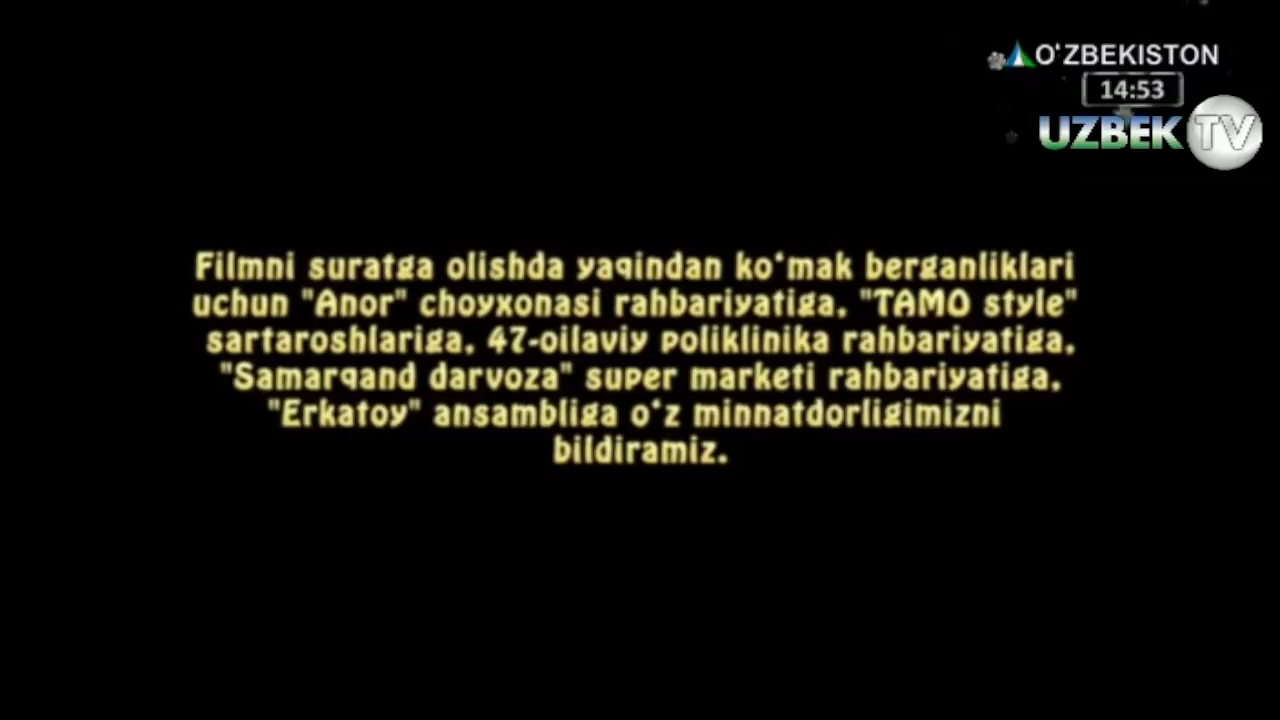 O'ZBEKISTON
14:53
UZBEK TV
Filmni suratga olishda yaqindan ko‘mak berganliklari
uchun "Anor" choyxonasi rahbariyatiga, "TAMO style"
sartaroshlariga, 47-oilaviy poliklinika rahbariyatiga,
"Samarqand darvoza" super marketi rahbariyatiga,
"Erkatoy" ansambliga o‘z minnatdorligimizni
bildiramiz.